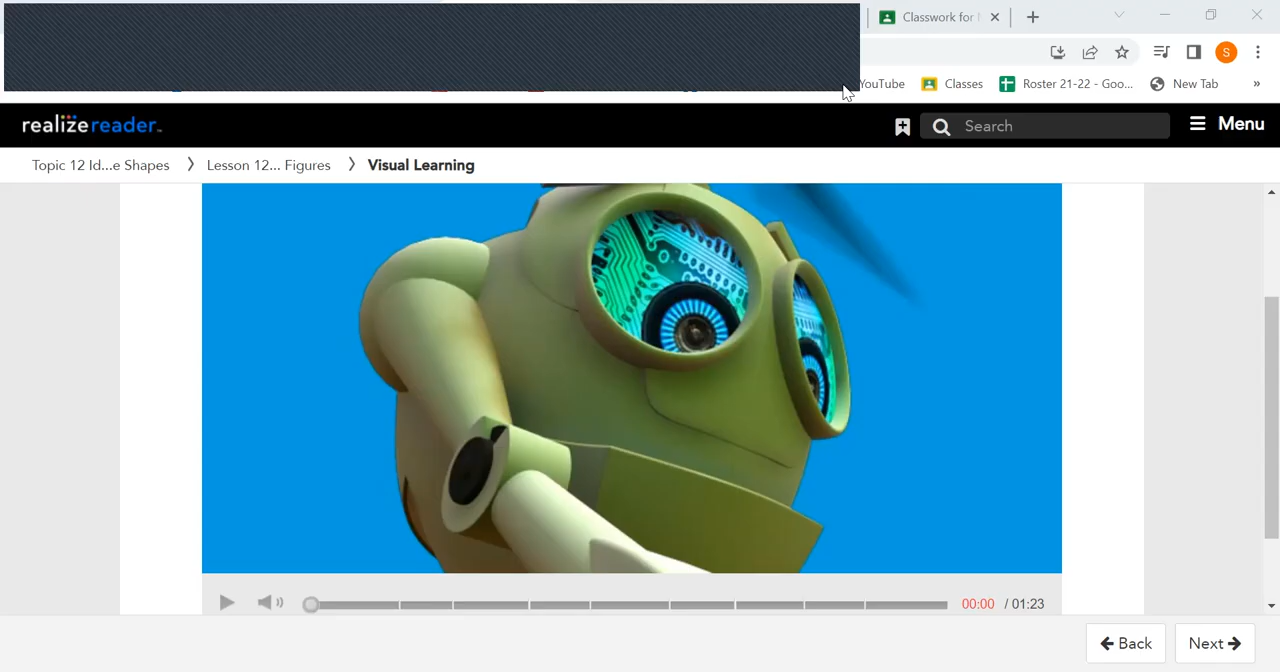 Classwork for N
S
YouTube
Classes
Roster 21-22 - Goo...
New Tab
»
realizereader™
Search
Menu
Topic 12 Id...e Shapes
Lesson 12... Figures
Visual Learning
00:00 / 01:23
Back
Next